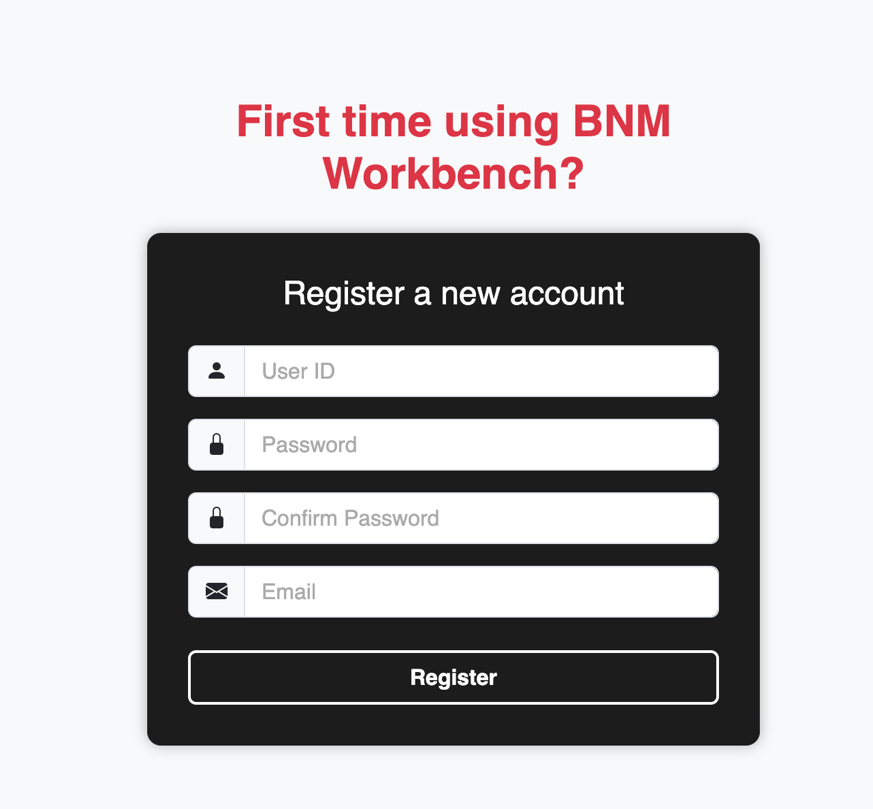 First time using BNM
Workbench?
Register a new account
User ID
Password
Confirm Password
Email
Register